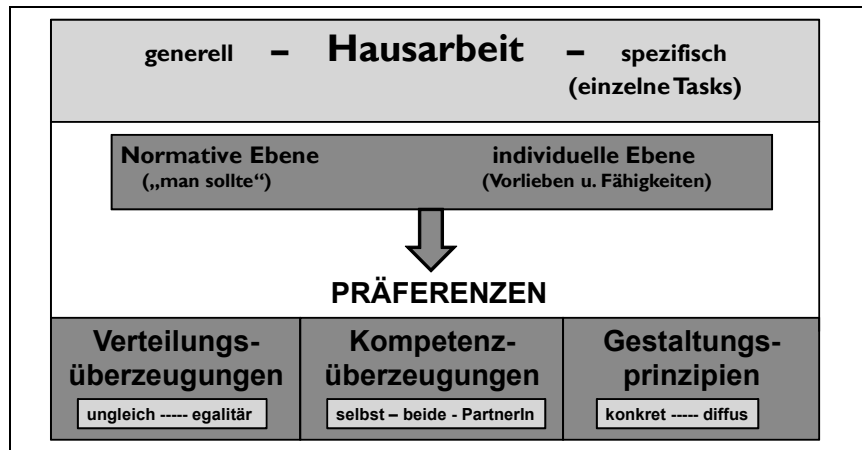 generell – Hausarbeit – spezifisch
(einzelne Tasks)
Normative Ebene individuelle Ebene
(„man sollte“) (Vorlieben u. Fähigkeiten)
PRÄFERENZEN
Verteilungs- Kompetenz- Gestaltungs-
überzeugungen überzeugungen prinzipien
ungleich ----- egalitär selbst – beide - PartnerIn konkret ----- diffus